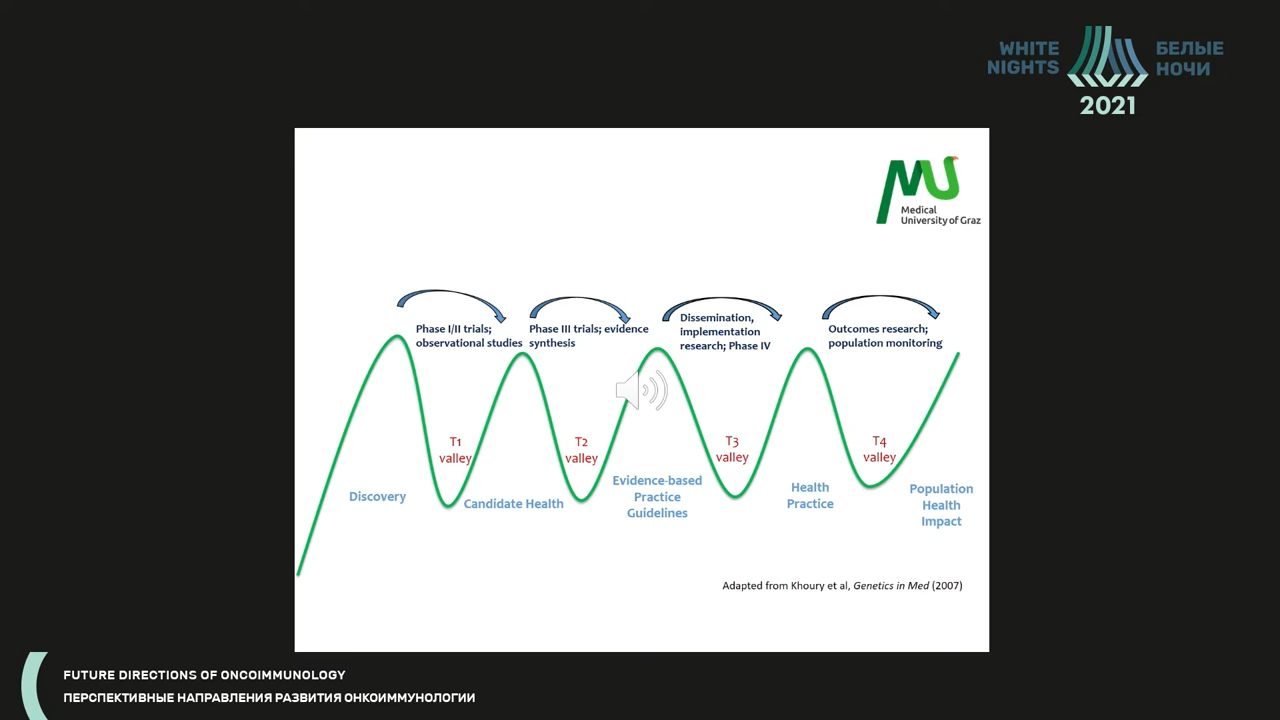 WHITE
NIGHTS
БЕЛЫЕ
НОЧИ
2021
MU
Medical
University of Graz
Phase I/II trials;
observational studies
Phase III trials; evidence
synthesis
Dissemination,
implementation
research; Phase IV
Outcomes research;
population monitoring
T1
valley
T2
valley
T3
valley
T4
valley
Discovery
Candidate Health
Evidence-based
Practice
Guidelines
Health
Practice
Population
Health
Impact
Adapted from Khoury et al, Genetics in Med (2007)
FUTURE DIRECTIONS OF ONCOIMMUNOLOGY
ПЕРСПЕКТИВНЫЕ НАПРАВЛЕНИЯ РАЗВИТИЯ ОНКОИММУНОЛОГИИ